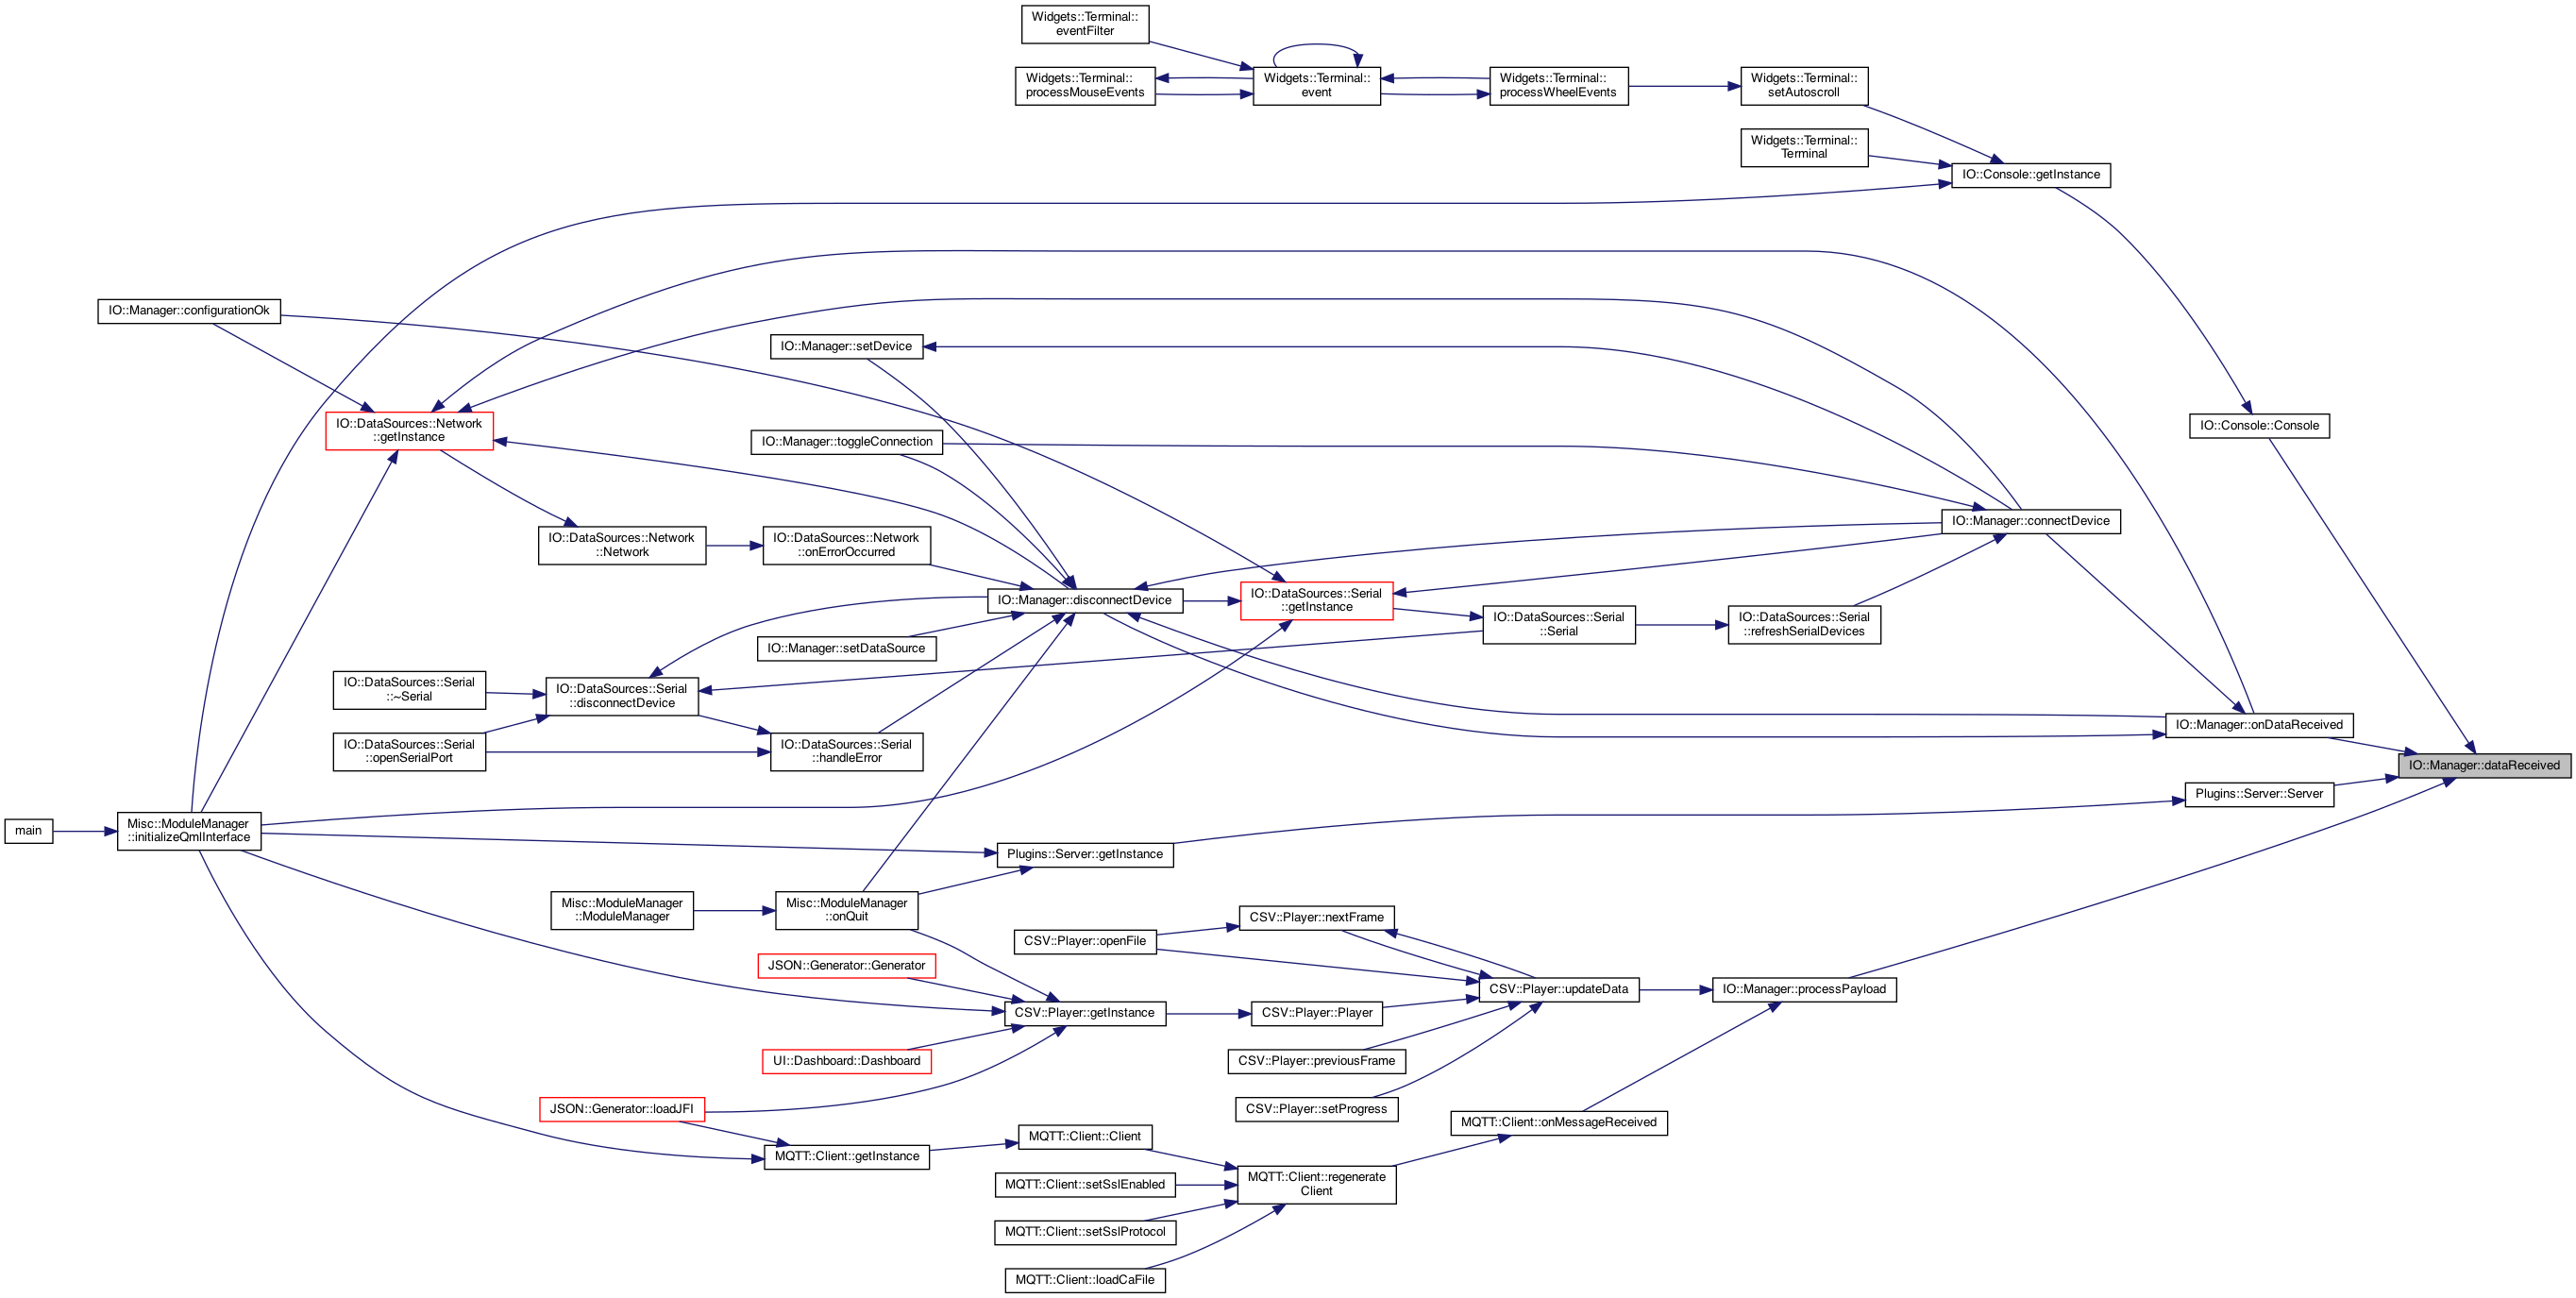 Widgets::Terminal::
eventFilter
Widgets::Terminal::
processMouseEvents
Widgets::Terminal::
event
Widgets::Terminal::
processWheelEvents
Widgets::Terminal::
setAutoscroll
Widgets::Terminal::
Terminal
IO::Console::getInstance
IO::Manager::configurationOk
IO::Manager::setDevice
IO::DataSources::Network
::getInstance
IO::Manager::toggleConnection
IO::Console::Console
IO::Manager::connectDevice
IO::DataSources::Network
::Network
IO::DataSources::Network
::onErrorOccurred
IO::Manager::disconnectDevice
IO::DataSources::Serial
::getInstance
IO::DataSources::Serial
::Serial
IO::DataSources::Serial
::refreshSerialDevices
IO::Manager::setDataSource
IO::DataSources::Serial
::~Serial
IO::DataSources::Serial
::disconnectDevice
IO::DataSources::Serial
::openSerialPort
IO::DataSources::Serial
::handleError
IO::Manager::onDataReceived
IO::Manager::dataReceived
Plugins::Server::Server
main
Misc::ModuleManager
::initializeQmlInterface
Plugins::Server::getInstance
Misc::ModuleManager
::ModuleManager
Misc::ModuleManager
::onQuit
CSV::Player::nextFrame
CSV::Player::openFile
JSON::Generator::Generator
CSV::Player::updateData
IO::Manager::processPayload
CSV::Player::getInstance
CSV::Player::Player
UI::Dashboard::Dashboard
CSV::Player::previousFrame
JSON::Generator::loadJFI
CSV::Player::setProgress
MQTT::Client::onMessageReceived
MQTT::Client::Client
MQTT::Client::getInstance
MQTT::Client::setSslEnabled
MQTT::Client::regenerate
Client
MQTT::Client::setSslProtocol
MQTT::Client::loadCaFile